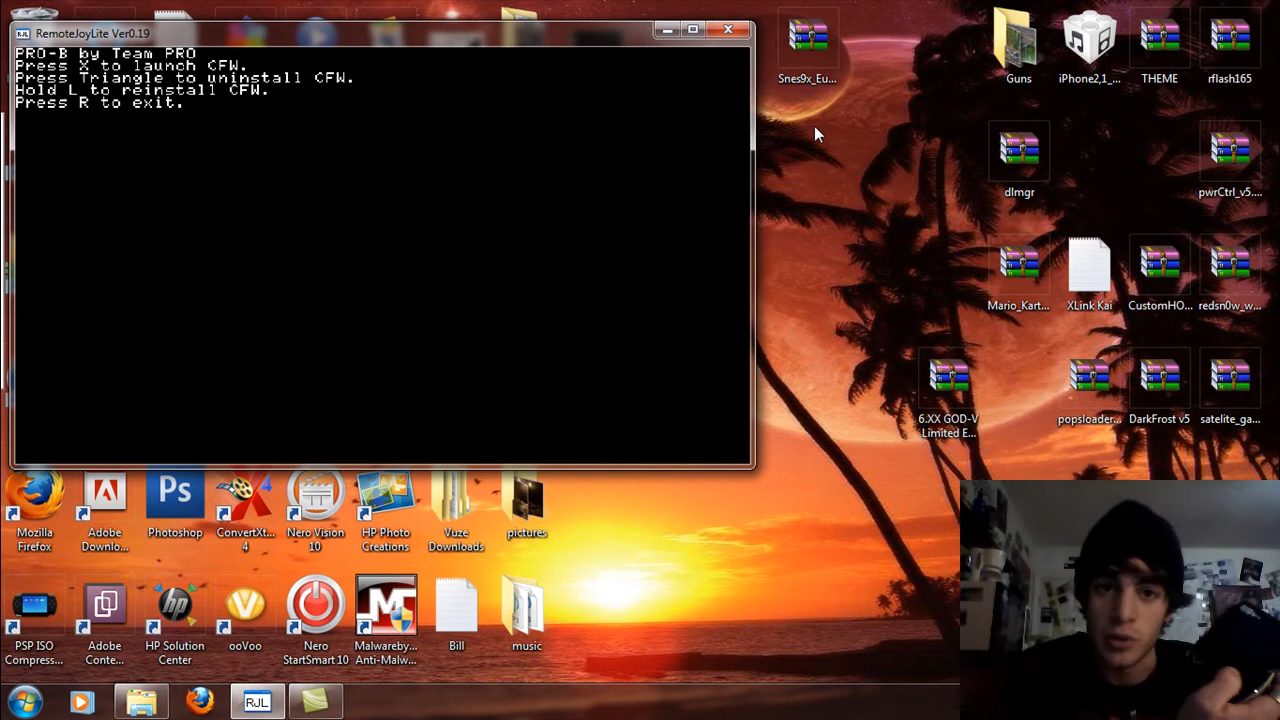 RJL RemoteJoyLite Ver0.19
PRO-B by Team PRO
Press X to launch CFW.
Press Triangle to uninstall CFW.
Hold L to reinstall CFW.
Press R to exit.
Snes9x_Eu...
Guns
iPhone2,1_...
THEME
rflash165
dlmgr
pwrCtrl_v5....
Mario_Kart...
XLink Kai
CustomHO...
redsn0w_w...
6.XX GOD-V
Limited E...
popsloader...
DarkFrost v5
satelite_ga...
Mozilla
Firefox
Adobe
Downlo...
Ps
Photoshop
4
ConvertXt...
4
Nero Vision
10
HP Photo
Creations
Vuze
Downloads
pictures
PSP ISO
Compress...
Adobe
Conte...
hp
HP Solution
Center
ooVoo
Nero
StartSmart 10
Malwareby...
Anti-Malw...
Bill
music
RJL